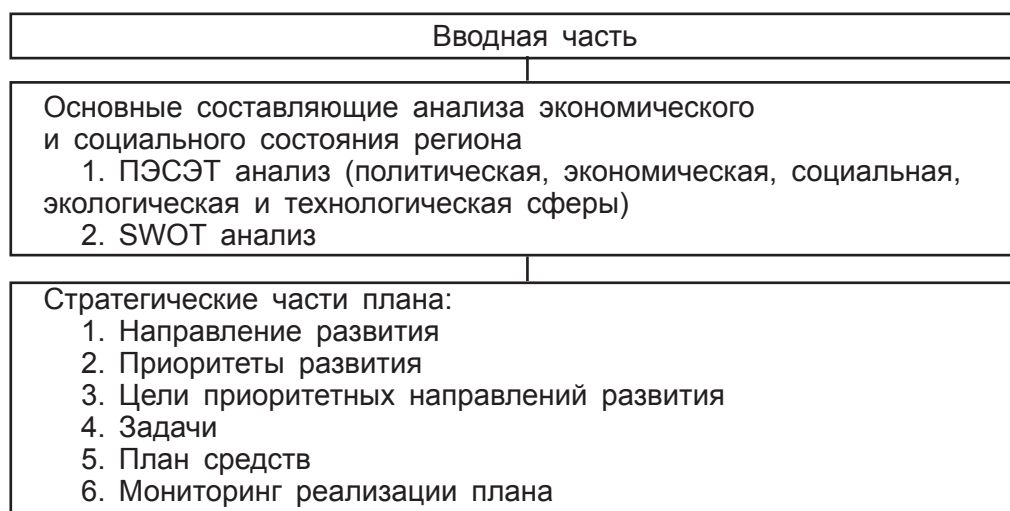 Вводная часть
Основные составляющие анализа экономического
и социального состояния региона
1. ПЭСЭТ анализ (политическая, экономическая, социальная,
экологическая и технологическая сферы)
2. SWOT анализ
Стратегические части плана:
1. Направление развития
2. Приоритеты развития
3. Цели приоритетных направлений развития
4. Задачи
5. План средств
6. Мониторинг реализации плана